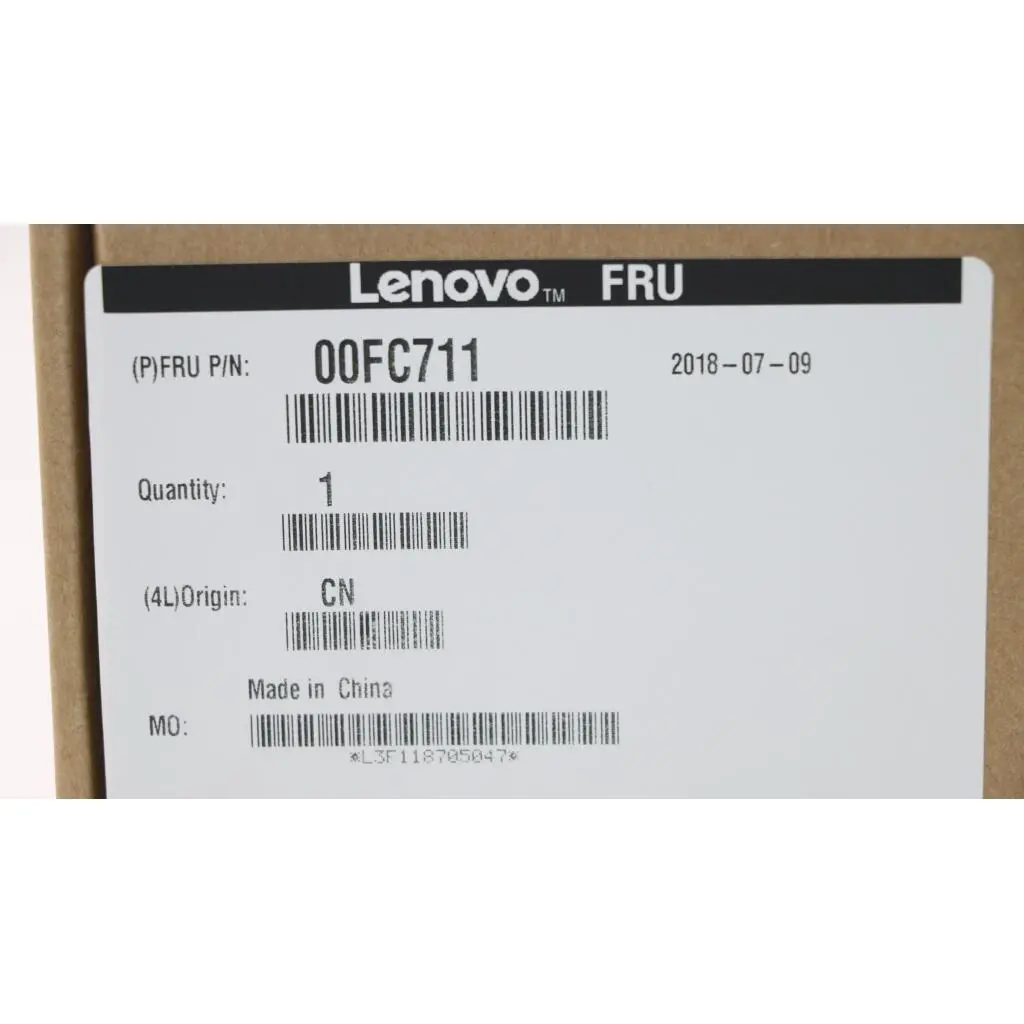 Lenovo™ FRU
(P)FRU P/N: 00FC711 2018-07-09
Quantity: 1
(4L)Origin: CN
Made in China
MO:
*L3F118705047*